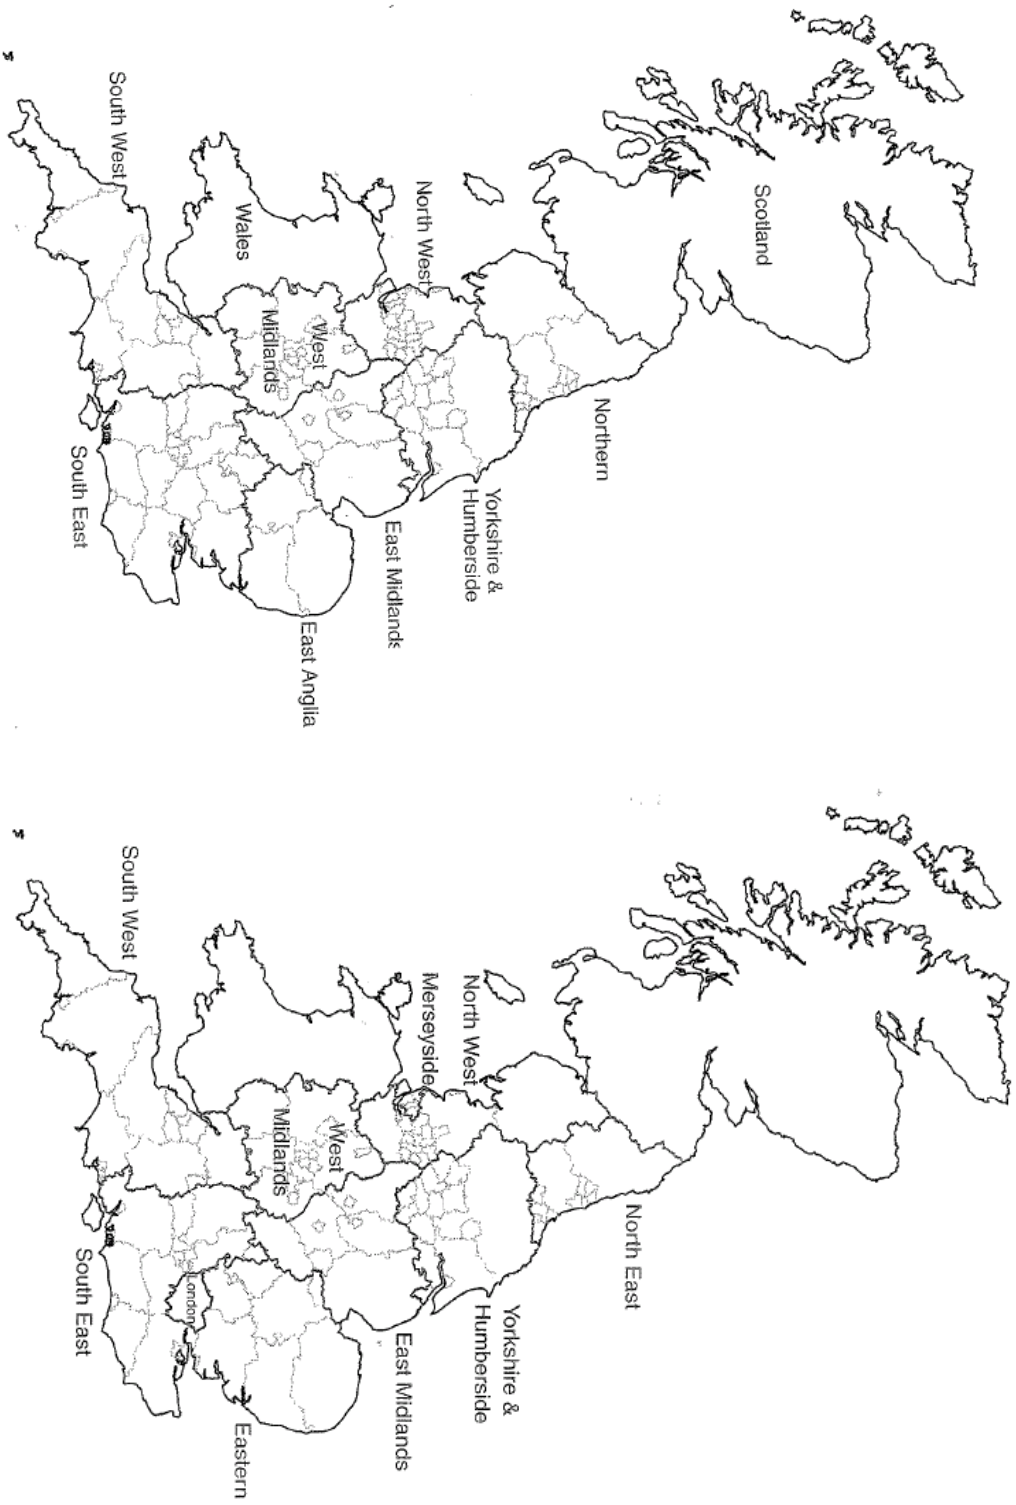 Scotland
Northern
North West
Yorkshire &
Humberside
East Midlands
West
Midlands
Wales
East Anglia
South West
South East
North East
North West
Merseyside
Yorkshire &
Humberside
East Midlands
West
Midlands
Eastern
London
South West
South East